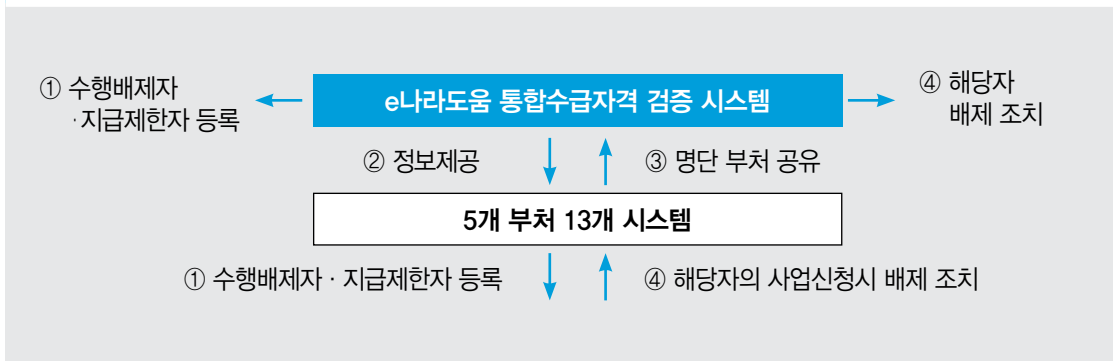 ① 수행배제자
·지급제한자 등록
e나라도움 통합수급자격 검증 시스템
④ 해당자
배제 조치
② 정보제공
③ 명단 부처 공유
5개 부처 13개 시스템
① 수행배제자 · 지급제한자 등록
④ 해당자의 사업신청시 배제 조치